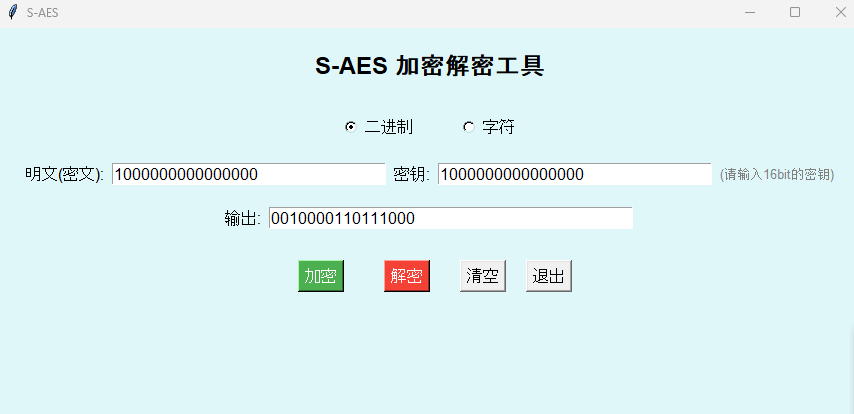 S-AES
S-AES 加密解密工具
二进制 字符
明文(密文): 1000000000000000 密钥: 1000000000000000 (请输入16bit的密钥)
输出: 0010000110111000
加密 解密 清空 退出